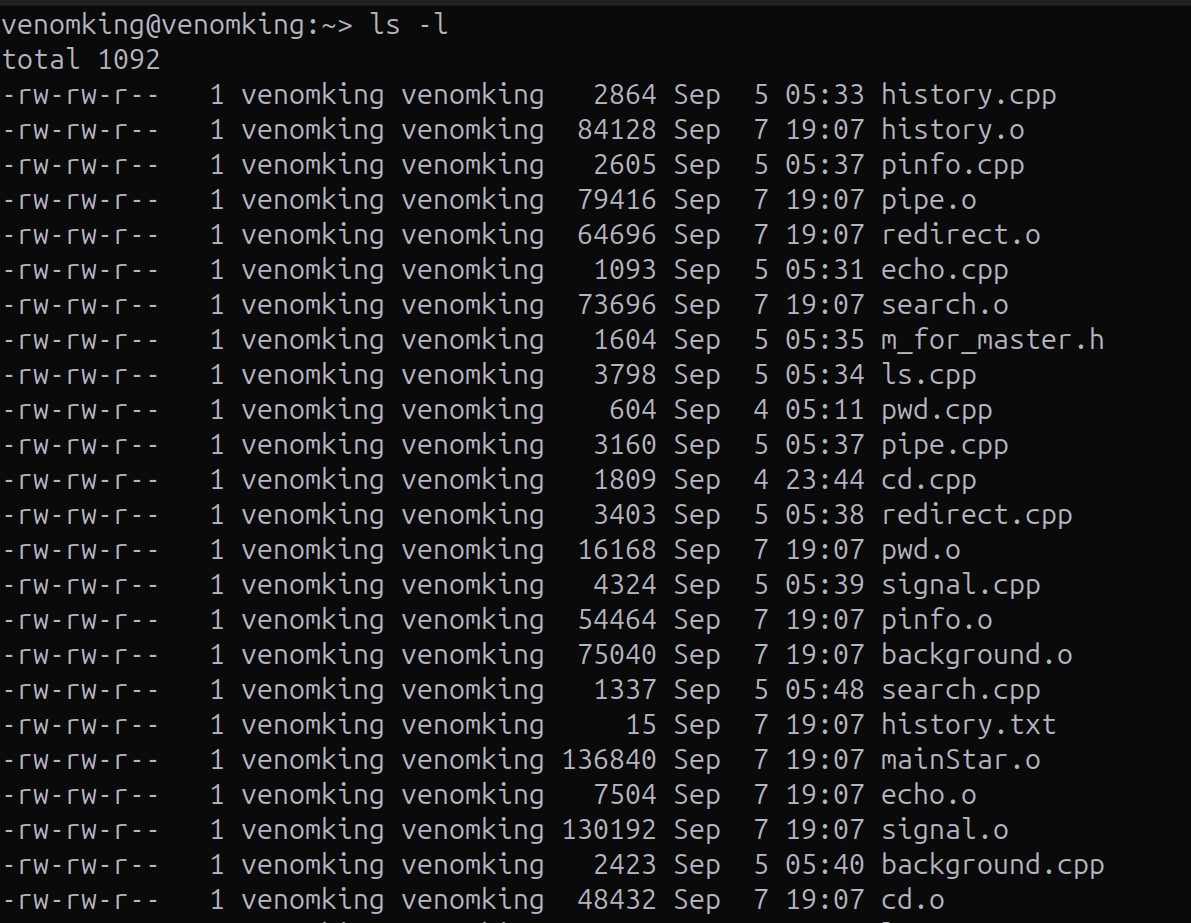 venomking@venomking:~> ls -l
total 1092
-rw-rw-r--   1 venomking venomking   2864 Sep  5 05:33 history.cpp
-rw-rw-r--   1 venomking venomking  84128 Sep  7 19:07 history.o
-rw-rw-r--   1 venomking venomking   2605 Sep  5 05:37 pinfo.cpp
-rw-rw-r--   1 venomking venomking  79416 Sep  7 19:07 pipe.o
-rw-rw-r--   1 venomking venomking  64696 Sep  7 19:07 redirect.o
-rw-rw-r--   1 venomking venomking   1093 Sep  5 05:31 echo.cpp
-rw-rw-r--   1 venomking venomking  73696 Sep  7 19:07 search.o
-rw-rw-r--   1 venomking venomking   1604 Sep  5 05:35 m_for_master.h
-rw-rw-r--   1 venomking venomking   3798 Sep  5 05:34 ls.cpp
-rw-rw-r--   1 venomking venomking    604 Sep  4 05:11 pwd.cpp
-rw-rw-r--   1 venomking venomking   3160 Sep  5 05:37 pipe.cpp
-rw-rw-r--   1 venomking venomking   1809 Sep  4 23:44 cd.cpp
-rw-rw-r--   1 venomking venomking   3403 Sep  5 05:38 redirect.cpp
-rw-rw-r--   1 venomking venomking  16168 Sep  7 19:07 pwd.o
-rw-rw-r--   1 venomking venomking   4324 Sep  5 05:39 signal.cpp
-rw-rw-r--   1 venomking venomking  54464 Sep  7 19:07 pinfo.o
-rw-rw-r--   1 venomking venomking  75040 Sep  7 19:07 background.o
-rw-rw-r--   1 venomking venomking   1337 Sep  5 05:48 search.cpp
-rw-rw-r--   1 venomking venomking     15 Sep  7 19:07 history.txt
-rw-rw-r--   1 venomking venomking 136840 Sep  7 19:07 mainStar.o
-rw-rw-r--   1 venomking venomking   7504 Sep  7 19:07 echo.o
-rw-rw-r--   1 venomking venomking 130192 Sep  7 19:07 signal.o
-rw-rw-r--   1 venomking venomking   2423 Sep  5 05:40 background.cpp
-rw-rw-r--   1 venomking venomking  48432 Sep  7 19:07 cd.o